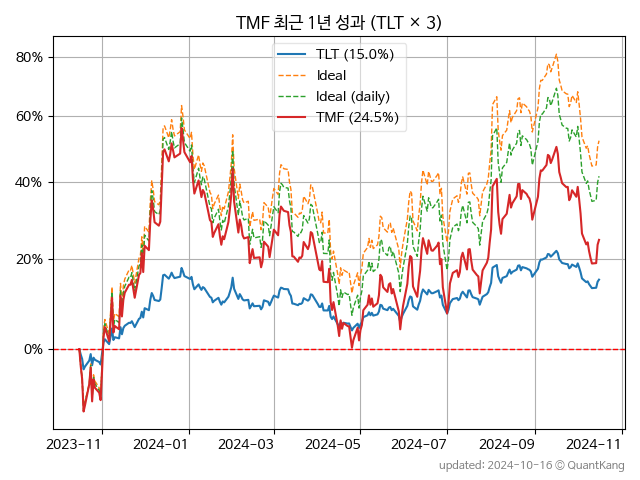 TMF 최근 1년 성과 (TLT × 3)
TLT (15.0%)
Ideal
Ideal (daily)
TMF (24.5%)
80%
60%
40%
20%
0%
2023-11 2024-01 2024-03 2024-05 2024-07 2024-09 2024-11
updated: 2024-10-16 © QuantKang